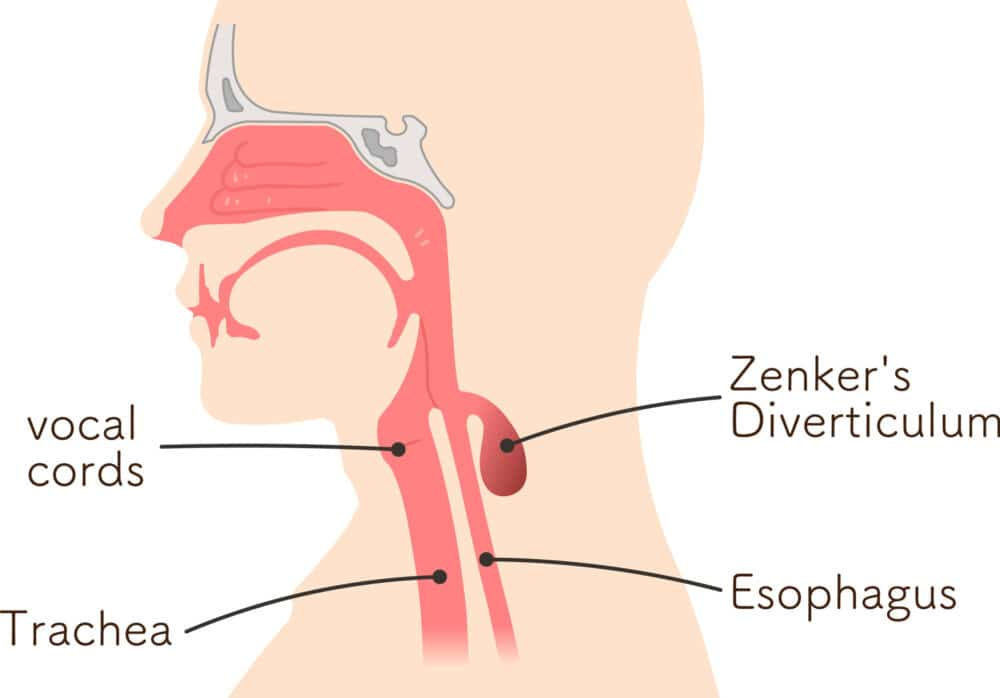 Zenker's
Diverticulum
vocal
cords
Esophagus
Trachea